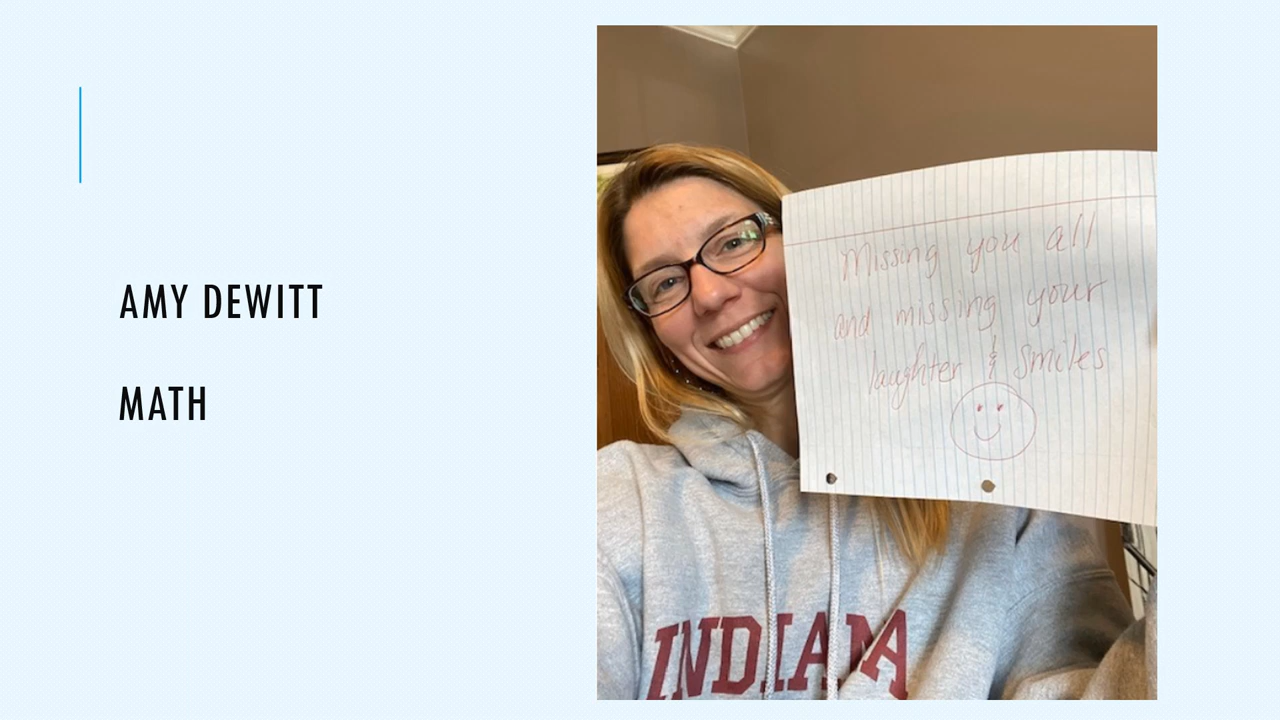 AMY DEWITT
MATH
Missing you all
and missing your
laughter & Smiles
INDIANA